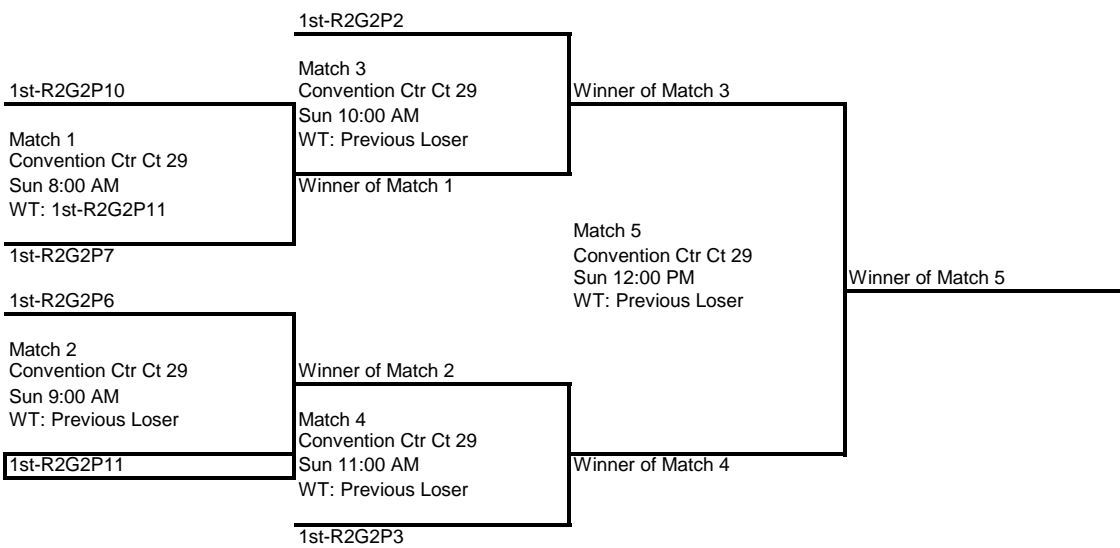 1st-R2G2P2
Match 3
Convention Ctr Ct 29
Sun 10:00 AM
WT: Previous Loser
1st-R2G2P10
Winner of Match 3
Match 1
Convention Ctr Ct 29
Sun 8:00 AM
WT: 1st-R2G2P11
Winner of Match 1
1st-R2G2P7
Match 5
Convention Ctr Ct 29
Sun 12:00 PM
WT: Previous Loser
Winner of Match 5
1st-R2G2P6
Match 2
Convention Ctr Ct 29
Sun 9:00 AM
WT: Previous Loser
Winner of Match 2
1st-R2G2P11
Match 4
Convention Ctr Ct 29
Sun 11:00 AM
WT: Previous Loser
Winner of Match 4
1st-R2G2P3